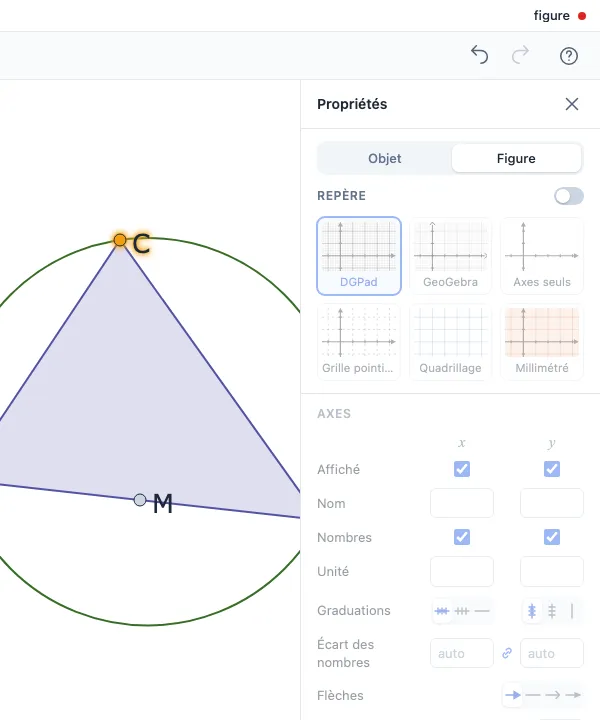 figure
Propriétés
Objet Figure
REPÈRE
DGPad GeoGebra Axes seuls
Grille pointi... Quadrillage Millimétré
AXES
x y
Affiché
Nom
Nombres
Unité
Graduations
Écart des
nombres
auto auto
Flèches
C
M